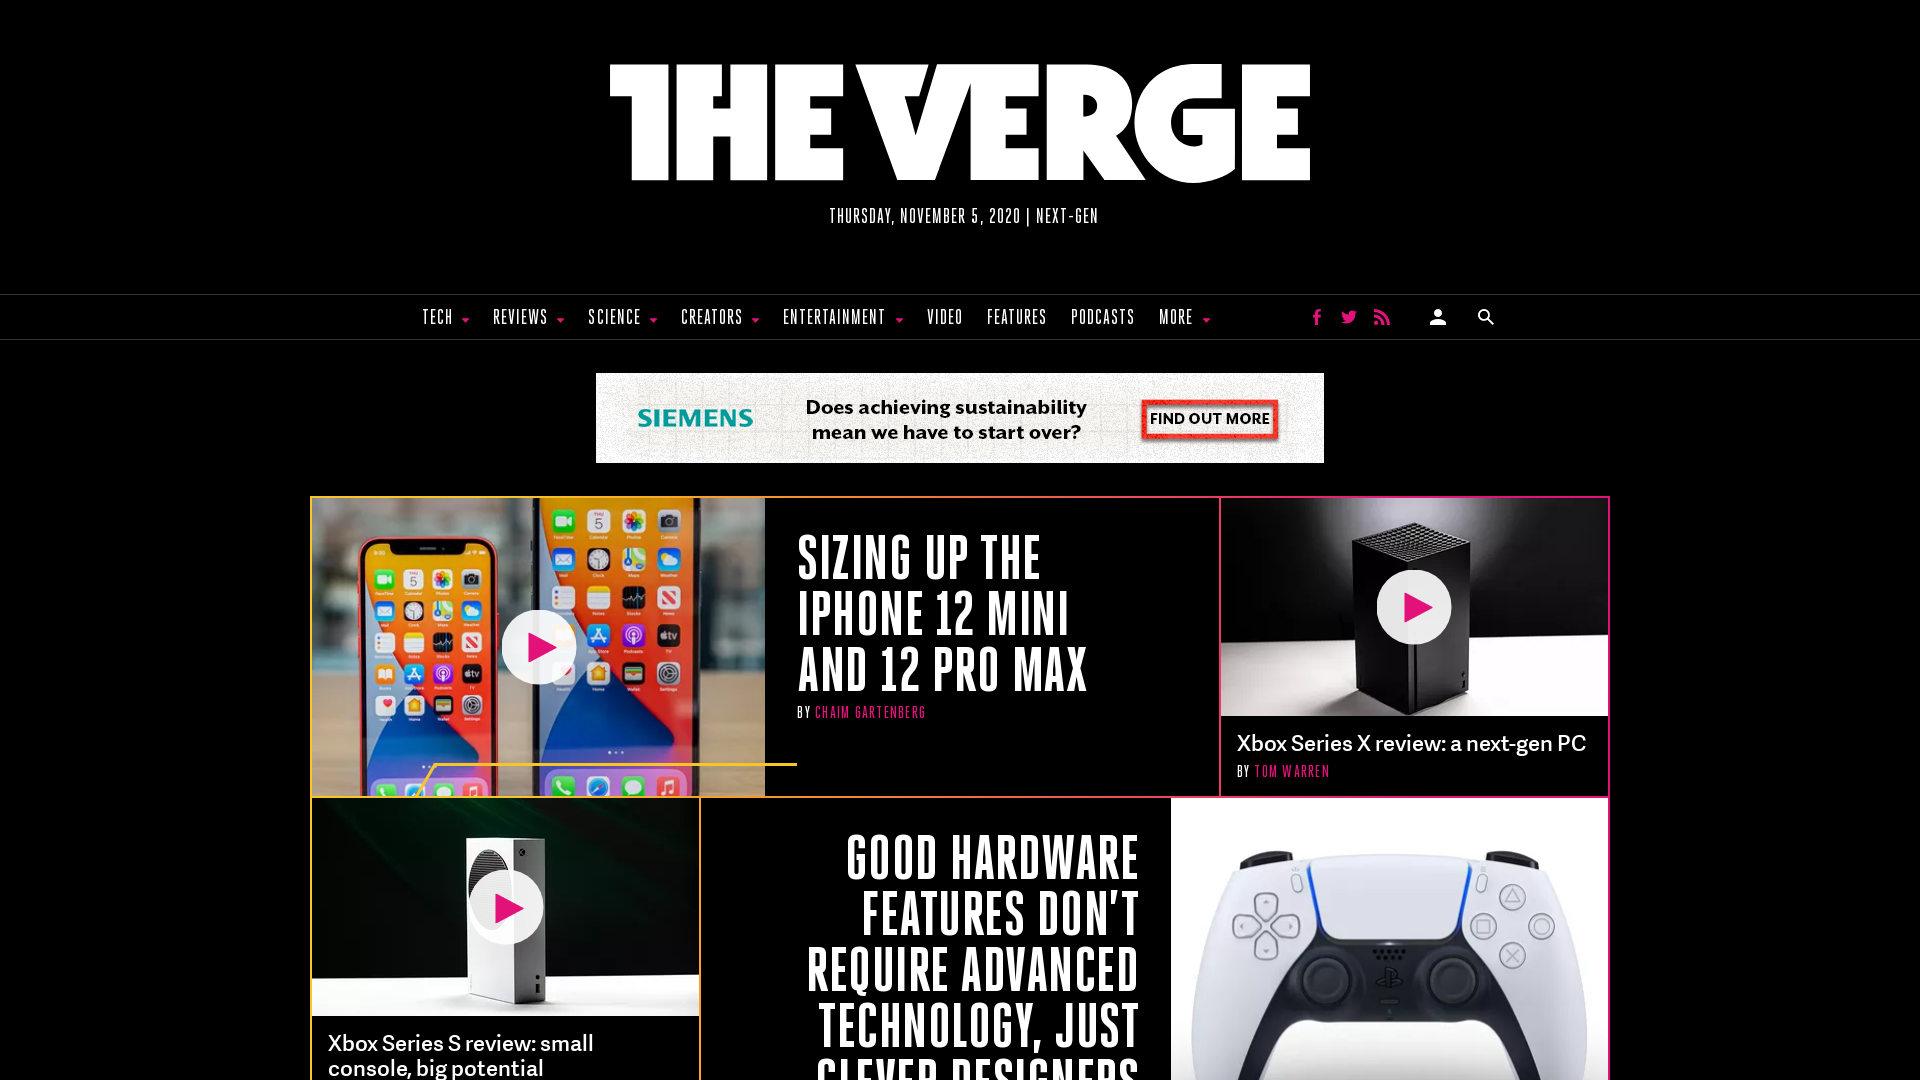 THE VERGE
THURSDAY, NOVEMBER 5, 2020 | NEXT-GEN
TECH REVIEWS SCIENCE CREATORS ENTERTAINMENT VIDEO FEATURES PODCASTS MORE
SIEMENS
Does achieving sustainability
mean we have to start over?
FIND OUT MORE
SIZING UP THE
IPHONE 12 MINI
AND 12 PRO MAX
BY CHAIM GARTENBERG
Xbox Series X review: a next-gen PC
BY TOM WARREN
Xbox Series S review: small
console, big potential
GOOD HARDWARE
FEATURES DON'T
REQUIRE ADVANCED
TECHNOLOGY, JUST
CLEVER DESIGNERS